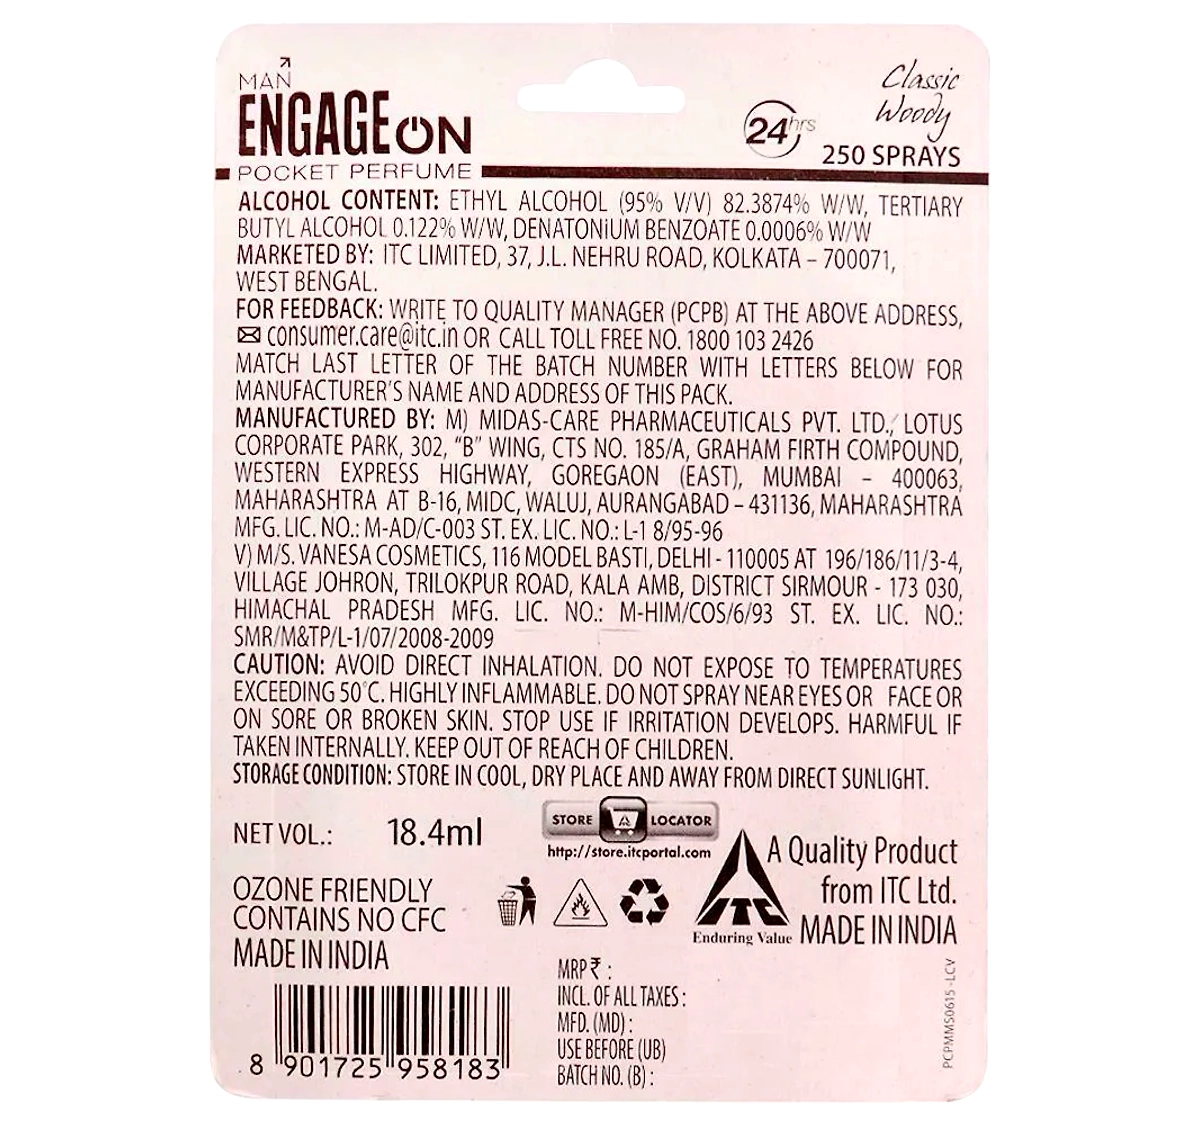 MAN
ENGAGE ON
POCKET PERFUME
24 hrs
Classic
Woody
250 SPRAYS
ALCOHOL CONTENT: ETHYL ALCOHOL (95% V/V) 82.3874% W/W, TERTIARY
BUTYL ALCOHOL 0.122% W/W, DENATONIUM BENZOATE 0.0006% W/W
MARKETED BY: ITC LIMITED, 37, J.L. NEHRU ROAD, KOLKATA – 700071,
WEST BENGAL.
FOR FEEDBACK: WRITE TO QUALITY MANAGER (PCPB) AT THE ABOVE ADDRESS,
consumer.care@itc.in OR CALL TOLL FREE NO. 1800 103 2426
MATCH LAST LETTER OF THE BATCH NUMBER WITH LETTERS BELOW FOR
MANUFACTURER'S NAME AND ADDRESS OF THIS PACK.
MANUFACTURED BY: M) MIDAS-CARE PHARMACEUTICALS PVT. LTD., LOTUS
CORPORATE PARK, 302, "B" WING, CTS NO. 185/A, GRAHAM FIRTH COMPOUND,
WESTERN EXPRESS HIGHWAY, GOREGAON (EAST), MUMBAI – 400063,
MAHARASHTRA AT B-16, MIDC, WALUJ, AURANGABAD – 431136, MAHARASHTRA
MFG. LIC. NO.: M-AD/C-003 ST. EX. LIC. NO.: L-1 8/95-96
V) M/S. VANESA COSMETICS, 116 MODEL BASTI, DELHI - 110005 AT 196/186/11/3-4,
VILLAGE JOHRON, TRILOKPUR ROAD, KALA AMB, DISTRICT SIRMOUR - 173 030,
HIMACHAL PRADESH MFG. LIC. NO.: M-HIM/COS/6/93 ST. EX. LIC. NO.:
SMR/M&TP/L-1/07/2008-2009
CAUTION: AVOID DIRECT INHALATION. DO NOT EXPOSE TO TEMPERATURES
EXCEEDING 50°C. HIGHLY INFLAMMABLE. DO NOT SPRAY NEAR EYES OR FACE OR
ON SORE OR BROKEN SKIN. STOP USE IF IRRITATION DEVELOPS. HARMFUL IF
TAKEN INTERNALLY. KEEP OUT OF REACH OF CHILDREN.
STORAGE CONDITION: STORE IN COOL, DRY PLACE AND AWAY FROM DIRECT SUNLIGHT.
NET VOL.: 18.4ml
STORE LOCATOR
http://store.itcportal.com
OZONE FRIENDLY
CONTAINS NO CFC
MADE IN INDIA
ITC
Enduring Value
A Quality Product
from ITC Ltd.
MADE IN INDIA
MRP ₹ :
INCL. OF ALL TAXES :
MFD. (MD) :
USE BEFORE (UB)
BATCH NO. (B) :
8 901725 958183
PCPMMS0615-LCV